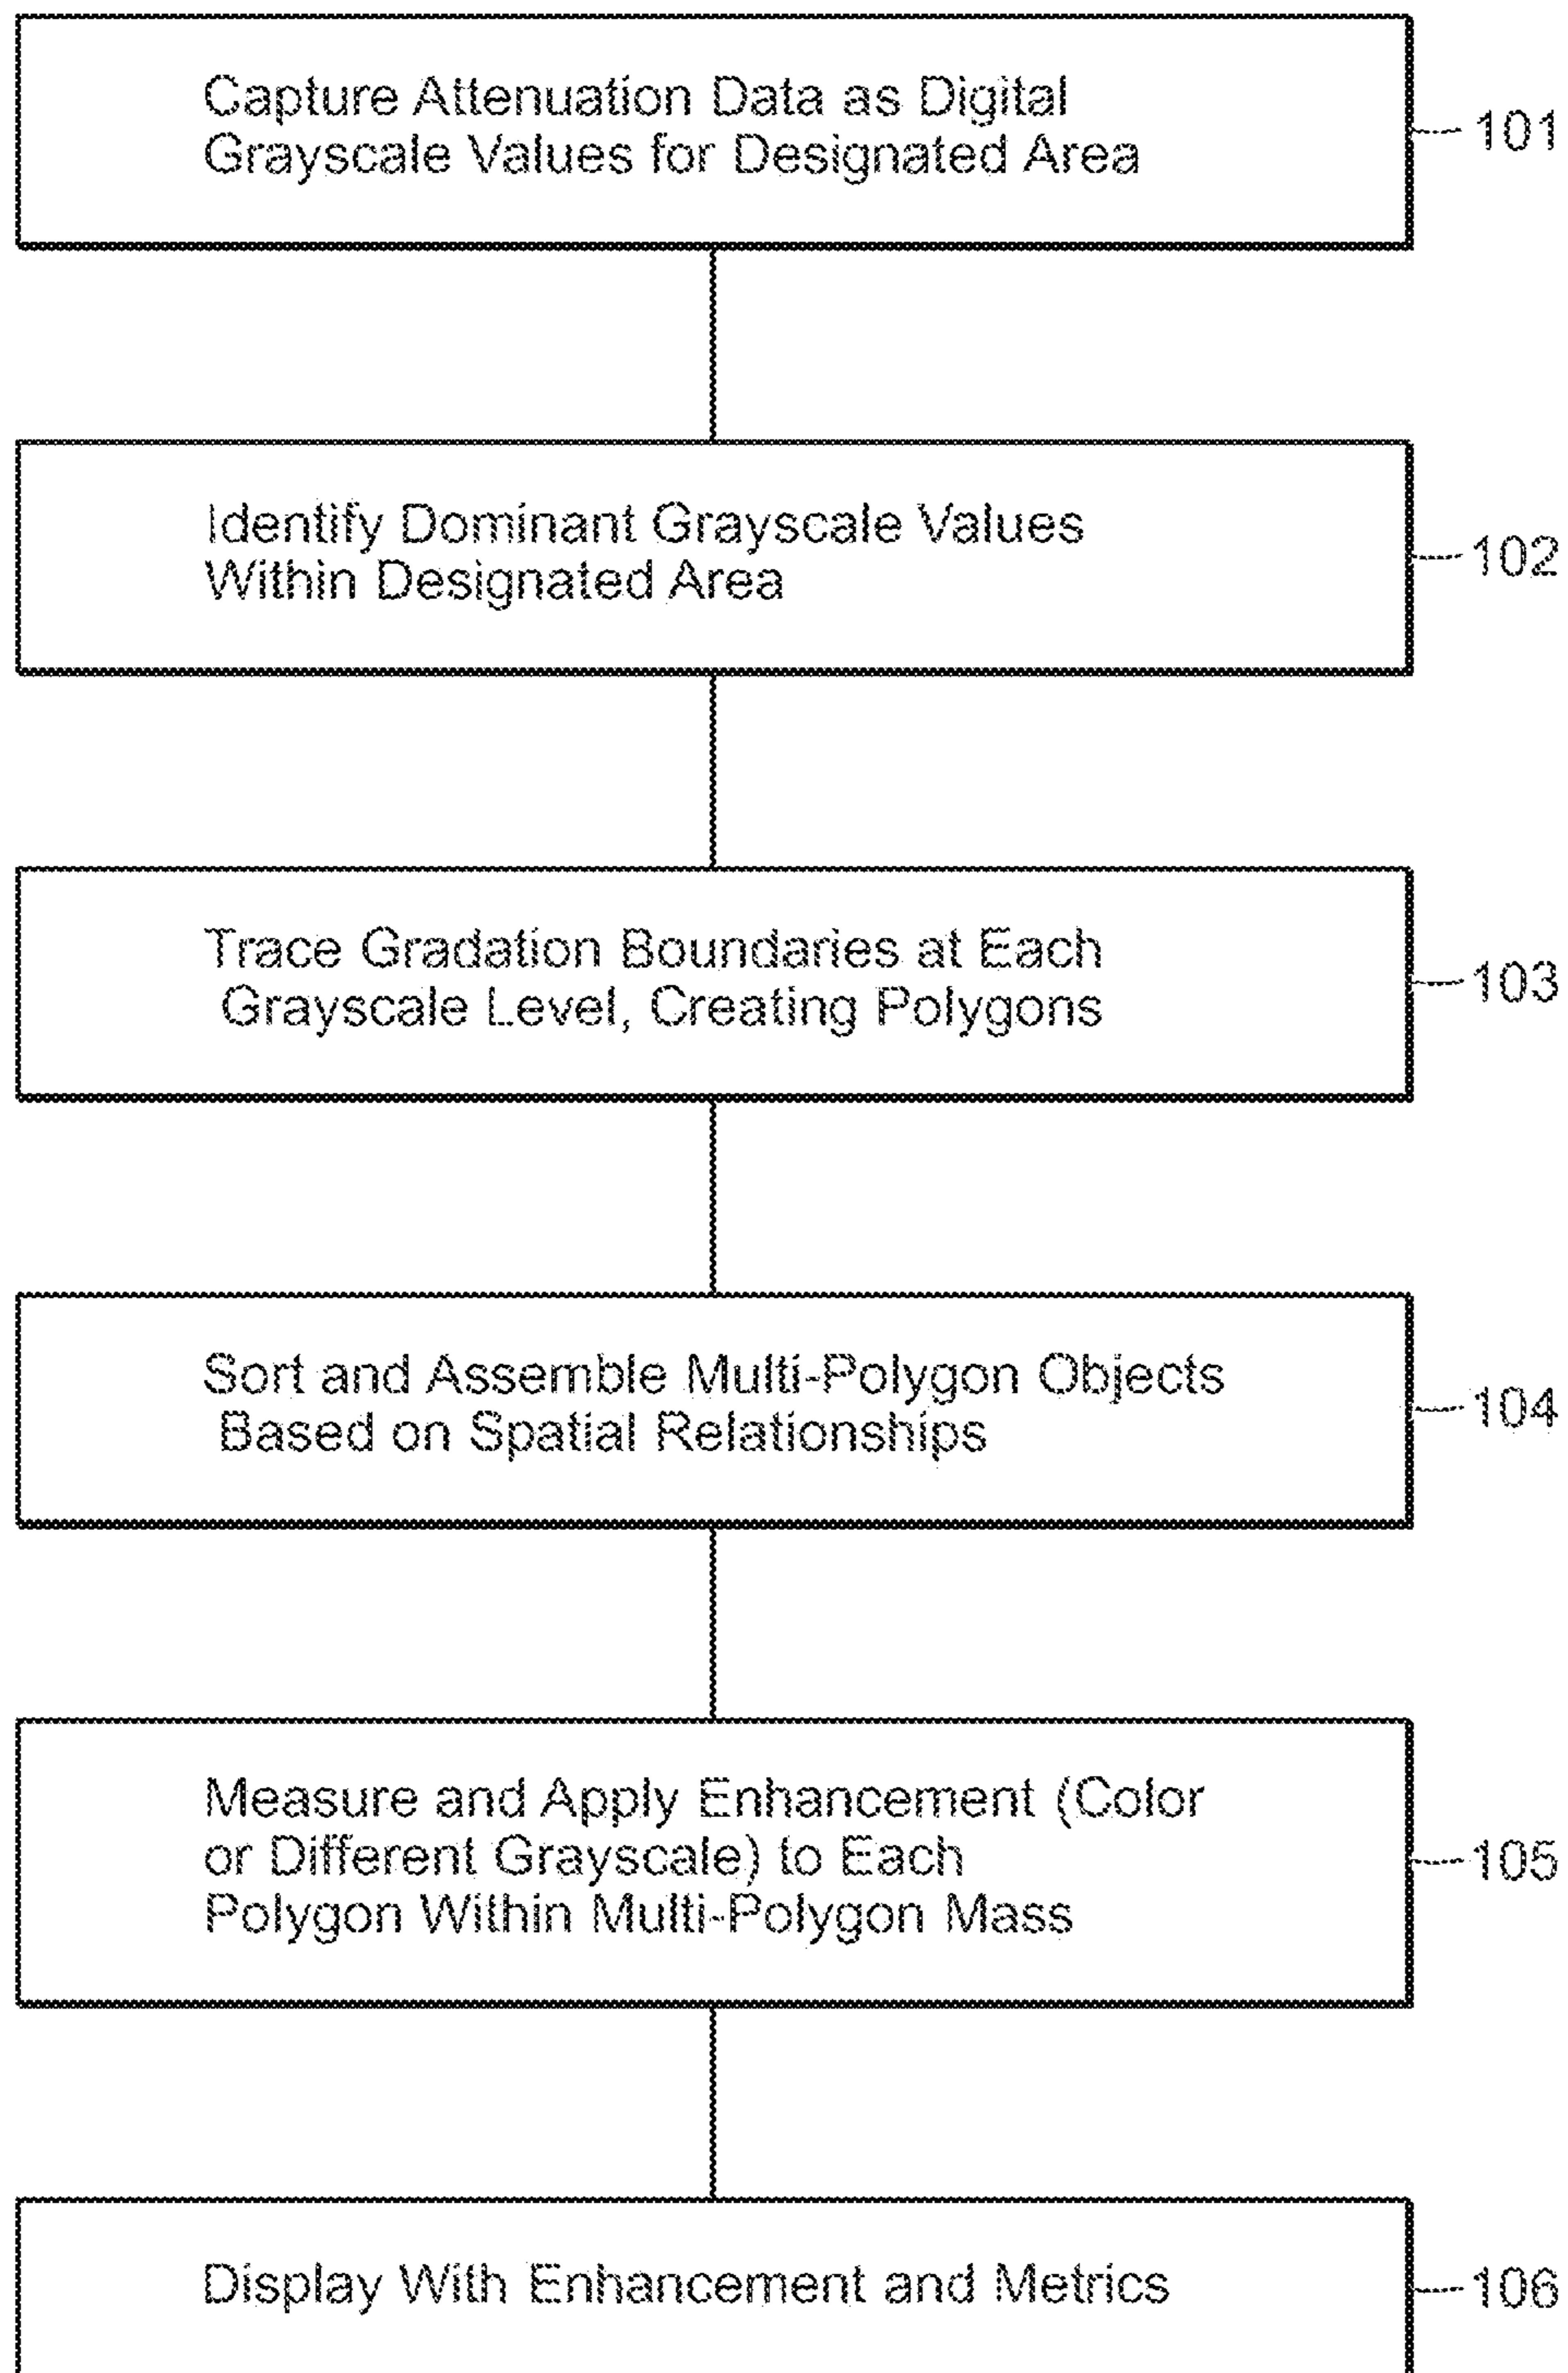 Capture Attenuation Data as Digital
Grayscale Values for Designated Area
101
Identify Dominant Grayscale Values
Within Designated Area
102
Trace Gradation Boundaries at Each
Grayscale Level, Creating Polygons
103
Sort and Assemble Multi-Polygon Objects
Based on Spatial Relationships
104
Measure and Apply Enhancement (Color
or Different Grayscale) to Each
Polygon Within Multi-Polygon Mass
105
Display With Enhancement and Metrics
106